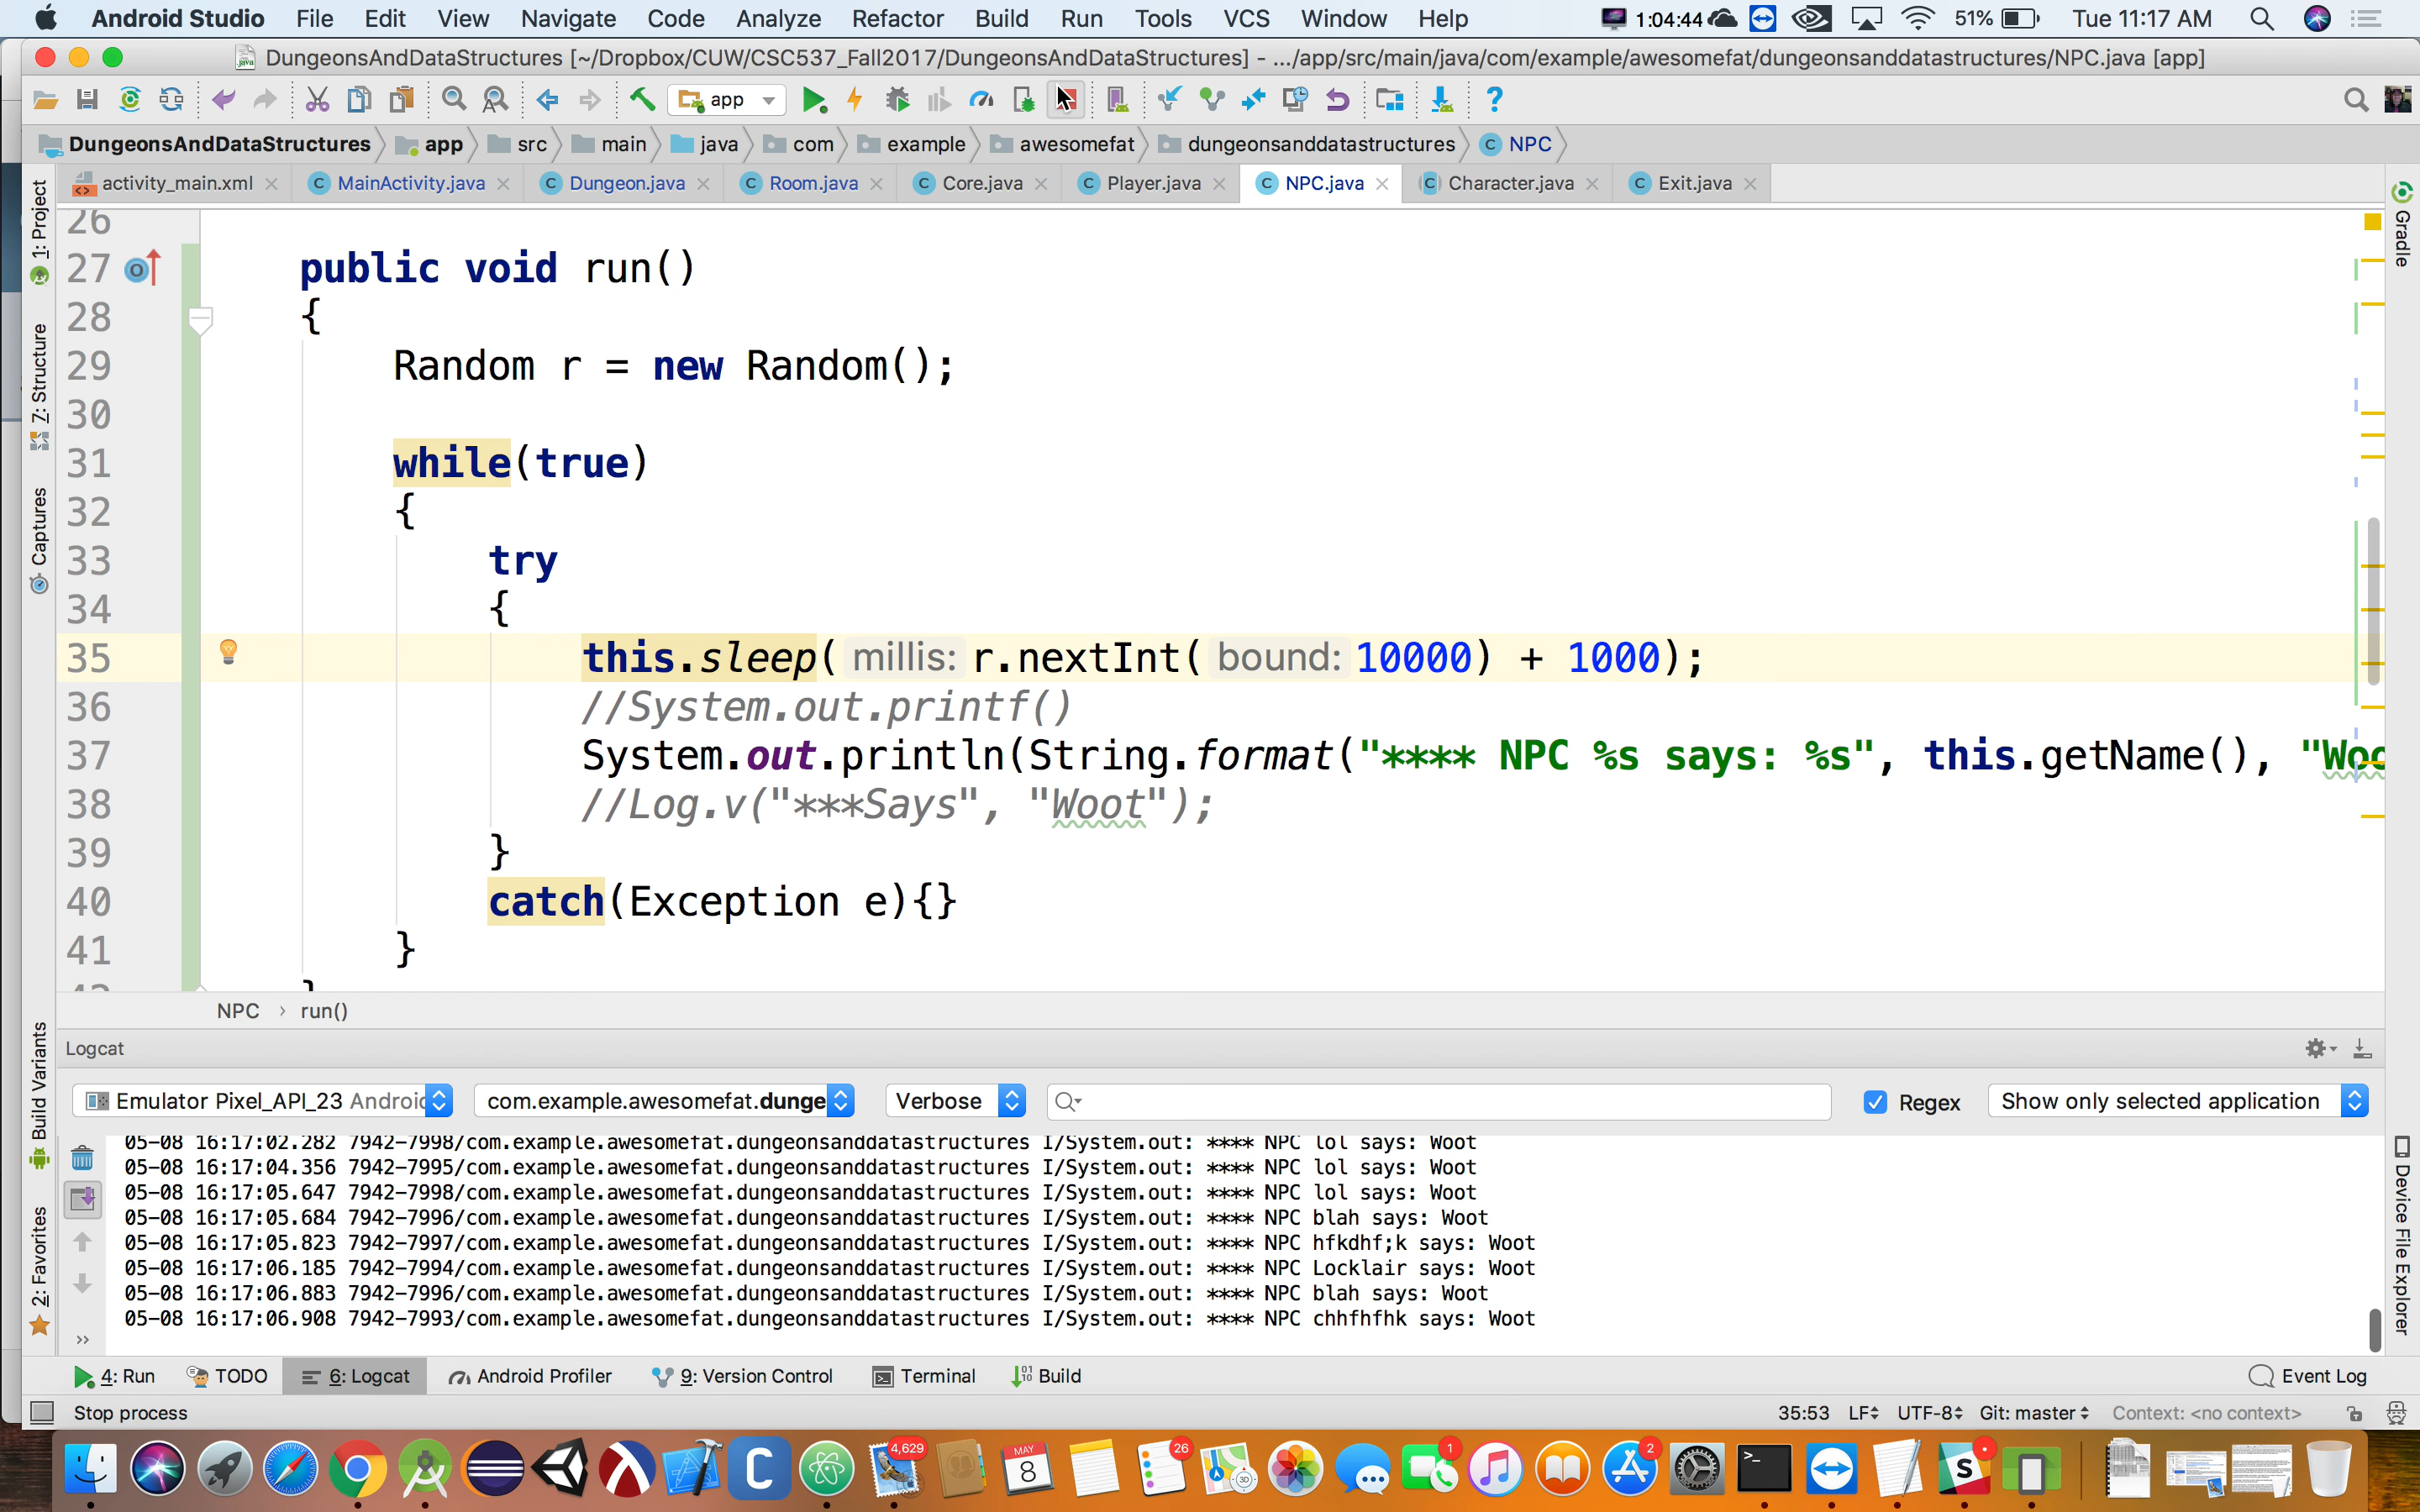 Android Studio File Edit View Navigate Code Analyze Refactor Build Run Tools VCS Window Help 1:04:44 51% Tue 11:17 AM
DungeonsAndDataStructures [~/Dropbox/CUW/CSC537_Fall2017/DungeonsAndDataStructures] - .../app/src/main/java/com/example/awesomefat/dungeonsanddatastructures/NPC.java [app]
app
DungeonsAndDataStructures app src main java com example awesomefat dungeonsanddatastructures NPC
activity_main.xml MainActivity.java Dungeon.java Room.java Core.java Player.java NPC.java Character.java Exit.java
1: Project
7: Structure
Captures
Build Variants
2: Favorites
Gradle
Device File Explorer
26
27 public void run()
28 {
29 Random r = new Random();
30
31 while(true)
32 {
33 try
34 {
35 this.sleep( millis: r.nextInt( bound: 10000) + 1000);
36 //System.out.printf()
37 System.out.println(String.format("**** NPC %s says: %s", this.getName(), "Woo
38 //Log.v("***Says", "Woot");
39 }
40 catch(Exception e){}
41 }
42 }
NPC › run()
Logcat
Emulator Pixel_API_23 Android com.example.awesomefat.dunge Verbose Regex Show only selected application
05-08 16:17:02.282 7942-7998/com.example.awesomefat.dungeonsanddatastructures I/System.out: **** NPC lol says: Woot
05-08 16:17:04.356 7942-7995/com.example.awesomefat.dungeonsanddatastructures I/System.out: **** NPC lol says: Woot
05-08 16:17:05.647 7942-7998/com.example.awesomefat.dungeonsanddatastructures I/System.out: **** NPC lol says: Woot
05-08 16:17:05.684 7942-7996/com.example.awesomefat.dungeonsanddatastructures I/System.out: **** NPC blah says: Woot
05-08 16:17:05.823 7942-7997/com.example.awesomefat.dungeonsanddatastructures I/System.out: **** NPC hfkdhf;k says: Woot
05-08 16:17:06.185 7942-7994/com.example.awesomefat.dungeonsanddatastructures I/System.out: **** NPC Locklair says: Woot
05-08 16:17:06.883 7942-7996/com.example.awesomefat.dungeonsanddatastructures I/System.out: **** NPC blah says: Woot
05-08 16:17:06.908 7942-7993/com.example.awesomefat.dungeonsanddatastructures I/System.out: **** NPC chhfhfhk says: Woot
4: Run TODO 6: Logcat Android Profiler 9: Version Control Terminal Build Event Log
Stop process 35:53 LF UTF-8 Git: master Context: <no context>
4,629 MAY 8 26 3D 1 2